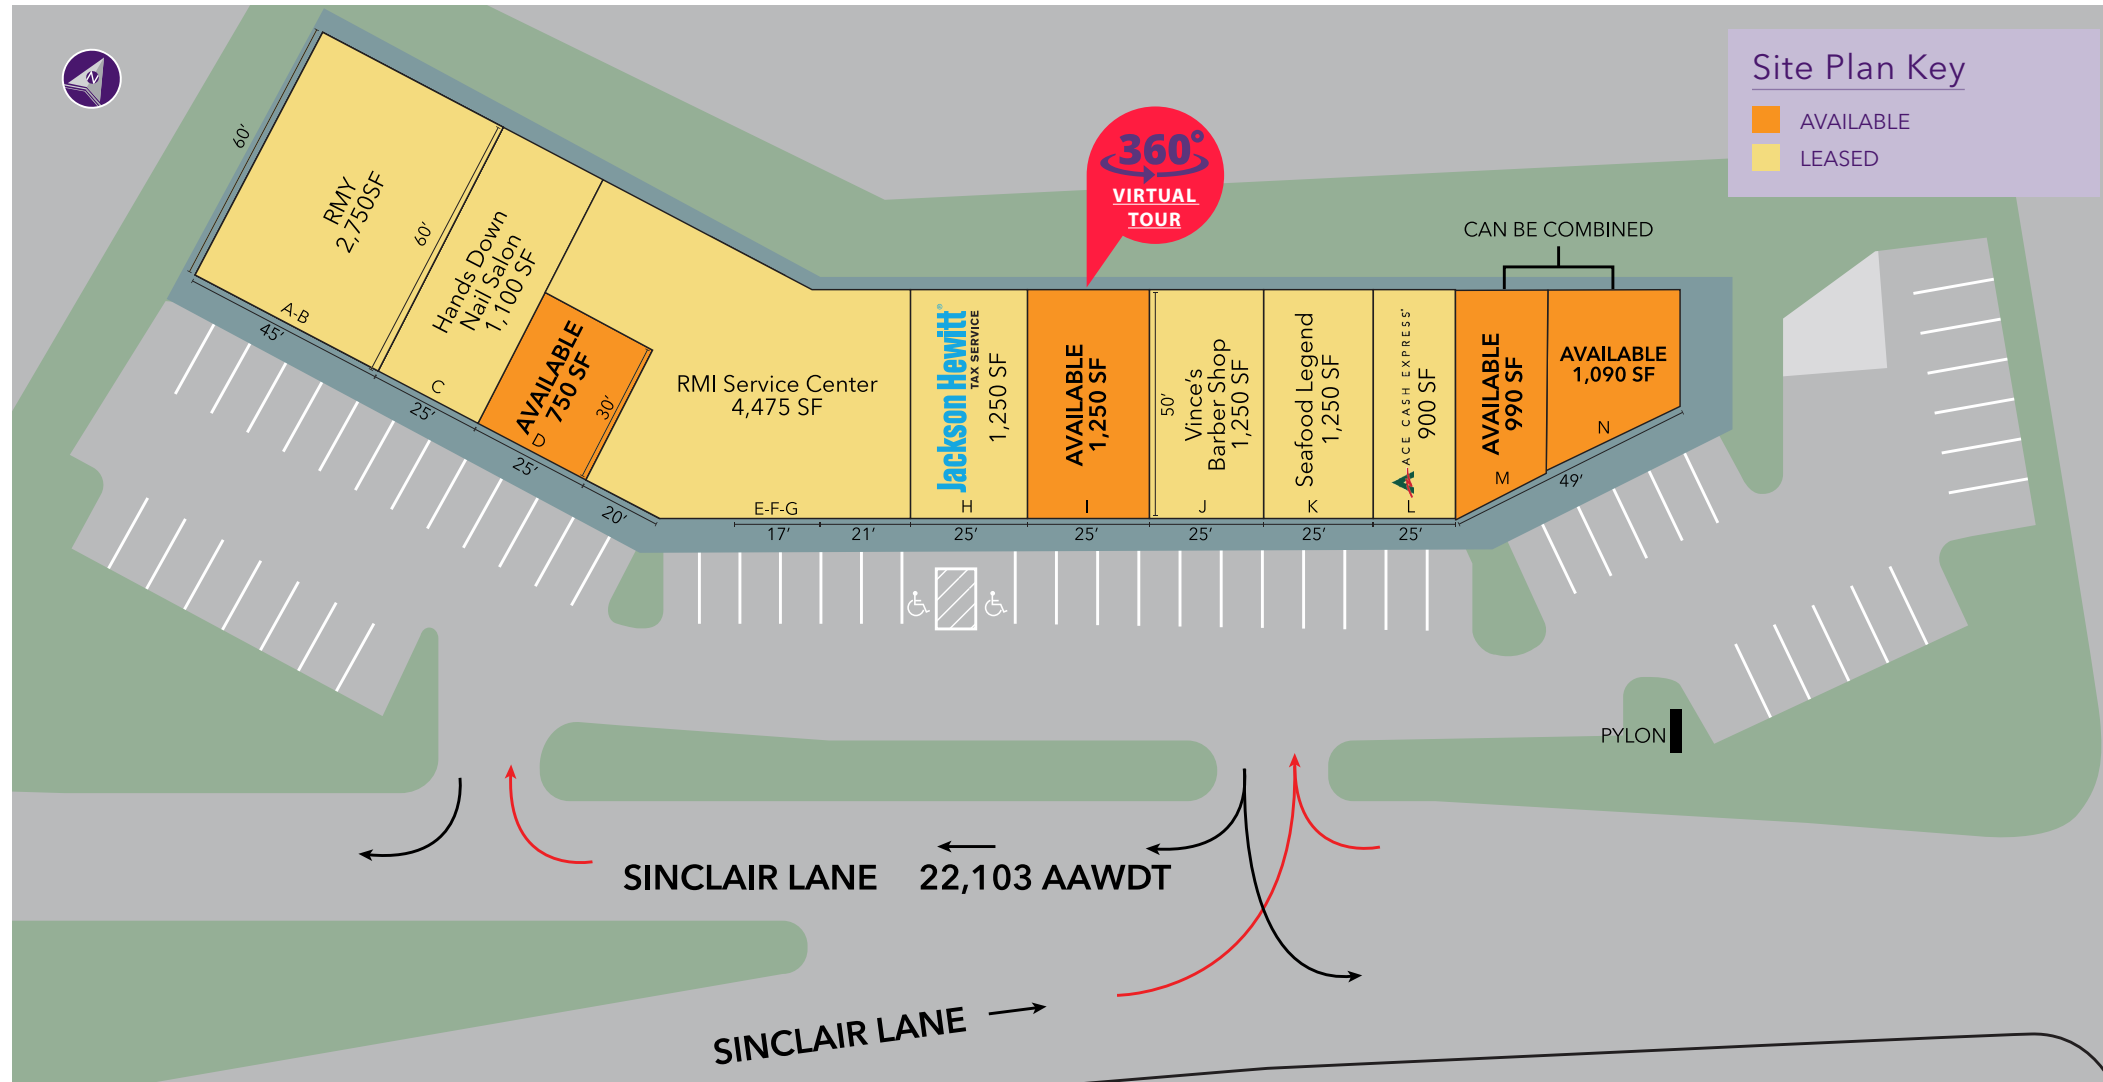 N
Site Plan Key
AVAILABLE
LEASED
360°
VIRTUAL
TOUR
CAN BE COMBINED
60'
RMY
2,750SF
A-B
45'
60'
Hands Down
Nail Salon
1,100 SF
C
25'
AVAILABLE
750 SF
D
30'
25'
20'
RMI Service Center
4,475 SF
E-F-G
17'
21'
Jackson Hewitt®
TAX SERVICE
1,250 SF
H
25'
AVAILABLE
1,250 SF
I
25'
50'
Vince's
Barber Shop
1,250 SF
J
25'
Seafood Legend
1,250 SF
K
25'
ACE CASH EXPRESS'
900 SF
L
25'
AVAILABLE
990 SF
M
AVAILABLE
1,090 SF
N
49'
PYLON
SINCLAIR LANE 22,103 AAWDT
SINCLAIR LANE